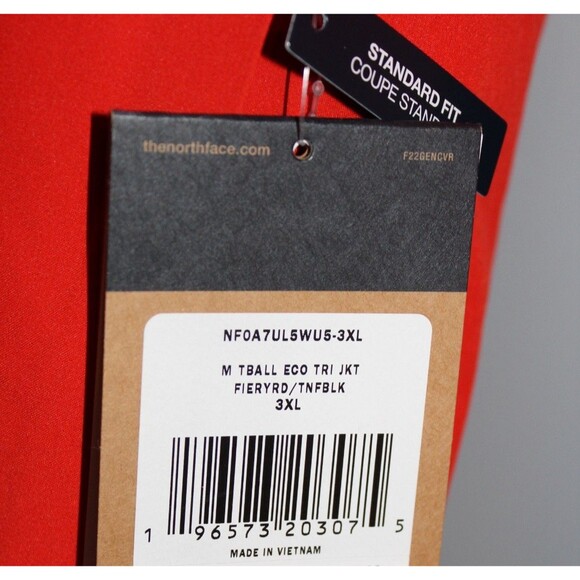 STANDARD FIT
COUPE STAND
thenorthface.com
F22GENCVR
NF0A7UL5WU5-3XL
M TBALL ECO TRI JKT
FIERYRD/TNFBLK
3XL
1 96573 20307 5
MADE IN VIETNAM